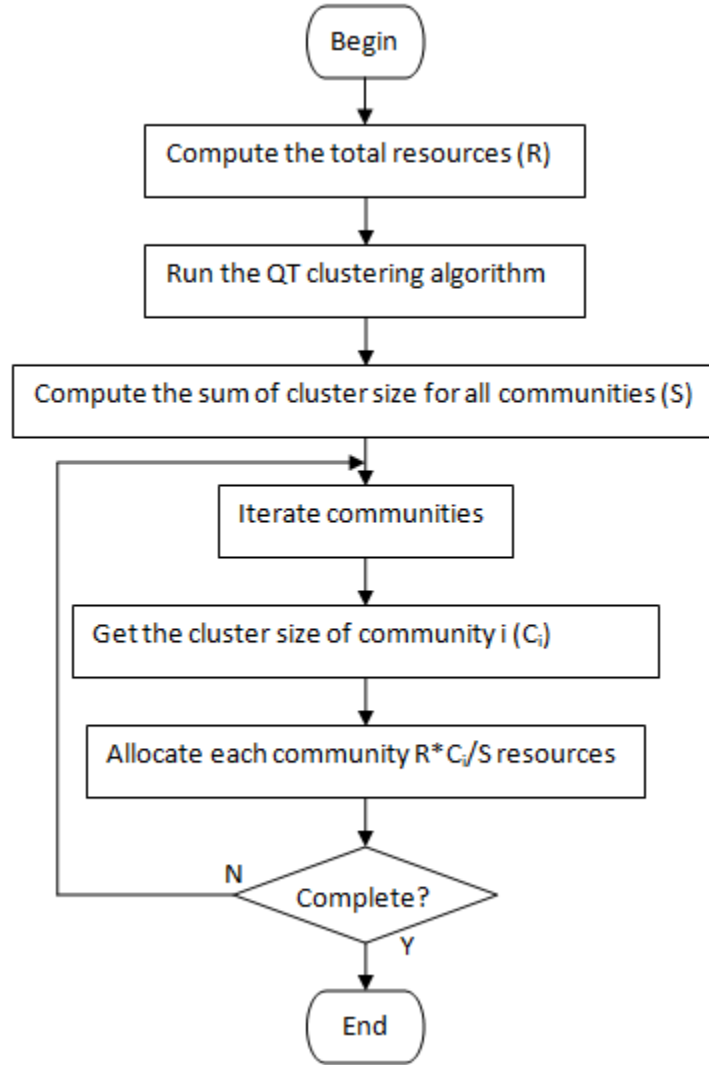 Begin
Compute the total resources (R)
Run the QT clustering algorithm
Compute the sum of cluster size for all communities (S)
Iterate communities
Get the cluster size of community i (Cᵢ)
Allocate each community R*Cᵢ/S resources
N
Complete?
Y
End